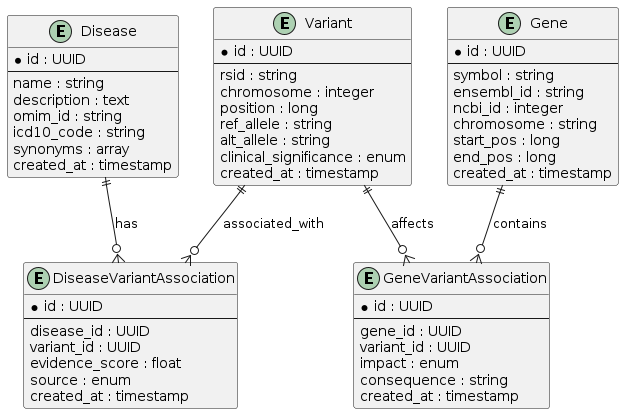 E Disease
* id : UUID
name : string
description : text
omim_id : string
icd10_code : string
synonyms : array
created_at : timestamp
E Variant
* id : UUID
rsid : string
chromosome : integer
position : long
ref_allele : string
alt_allele : string
clinical_significance : enum
created_at : timestamp
E Gene
* id : UUID
symbol : string
ensembl_id : string
ncbi_id : integer
chromosome : string
start_pos : long
end_pos : long
created_at : timestamp
has
associated_with
affects
contains
E DiseaseVariantAssociation
* id : UUID
disease_id : UUID
variant_id : UUID
evidence_score : float
source : enum
created_at : timestamp
E GeneVariantAssociation
* id : UUID
gene_id : UUID
variant_id : UUID
impact : enum
consequence : string
created_at : timestamp